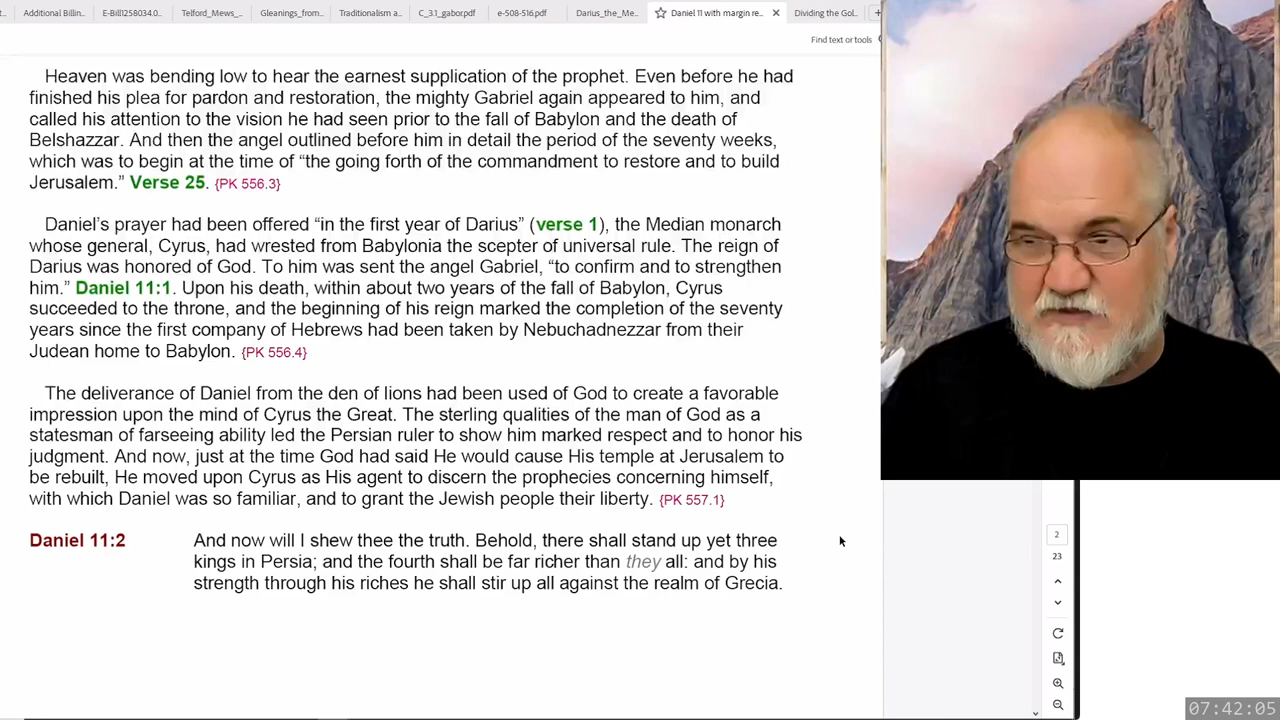 Additional Billin..
E-Bill1258034.0...
Telford_Mews_..
Gleanings_from..
Traditionalism a..
C_3.1_gabor.pdf
e-508-516.pdf
Darius_the_Me..
Daniel 11 with margin re...
Dividing the Gol..
Find text or tools
Heaven was bending low to hear the earnest supplication of the prophet. Even before he had
finished his plea for pardon and restoration, the mighty Gabriel again appeared to him, and
called his attention to the vision he had seen prior to the fall of Babylon and the death of
Belshazzar. And then the angel outlined before him in detail the period of the seventy weeks,
which was to begin at the time of “the going forth of the commandment to restore and to build
Jerusalem.” Verse 25. {PK 556.3}
Daniel’s prayer had been offered “in the first year of Darius” (verse 1), the Median monarch
whose general, Cyrus, had wrested from Babylonia the scepter of universal rule. The reign of
Darius was honored of God. To him was sent the angel Gabriel, “to confirm and to strengthen
him.” Daniel 11:1. Upon his death, within about two years of the fall of Babylon, Cyrus
succeeded to the throne, and the beginning of his reign marked the completion of the seventy
years since the first company of Hebrews had been taken by Nebuchadnezzar from their
Judean home to Babylon. {PK 556.4}
The deliverance of Daniel from the den of lions had been used of God to create a favorable
impression upon the mind of Cyrus the Great. The sterling qualities of the man of God as a
statesman of farseeing ability led the Persian ruler to show him marked respect and to honor his
judgment. And now, just at the time God had said He would cause His temple at Jerusalem to
be rebuilt, He moved upon Cyrus as His agent to discern the prophecies concerning himself,
with which Daniel was so familiar, and to grant the Jewish people their liberty. {PK 557.1}
Daniel 11:2 And now will I shew thee the truth. Behold, there shall stand up yet three
kings in Persia; and the fourth shall be far richer than they all: and by his
strength through his riches he shall stir up all against the realm of Grecia.
2
23
07:42:05